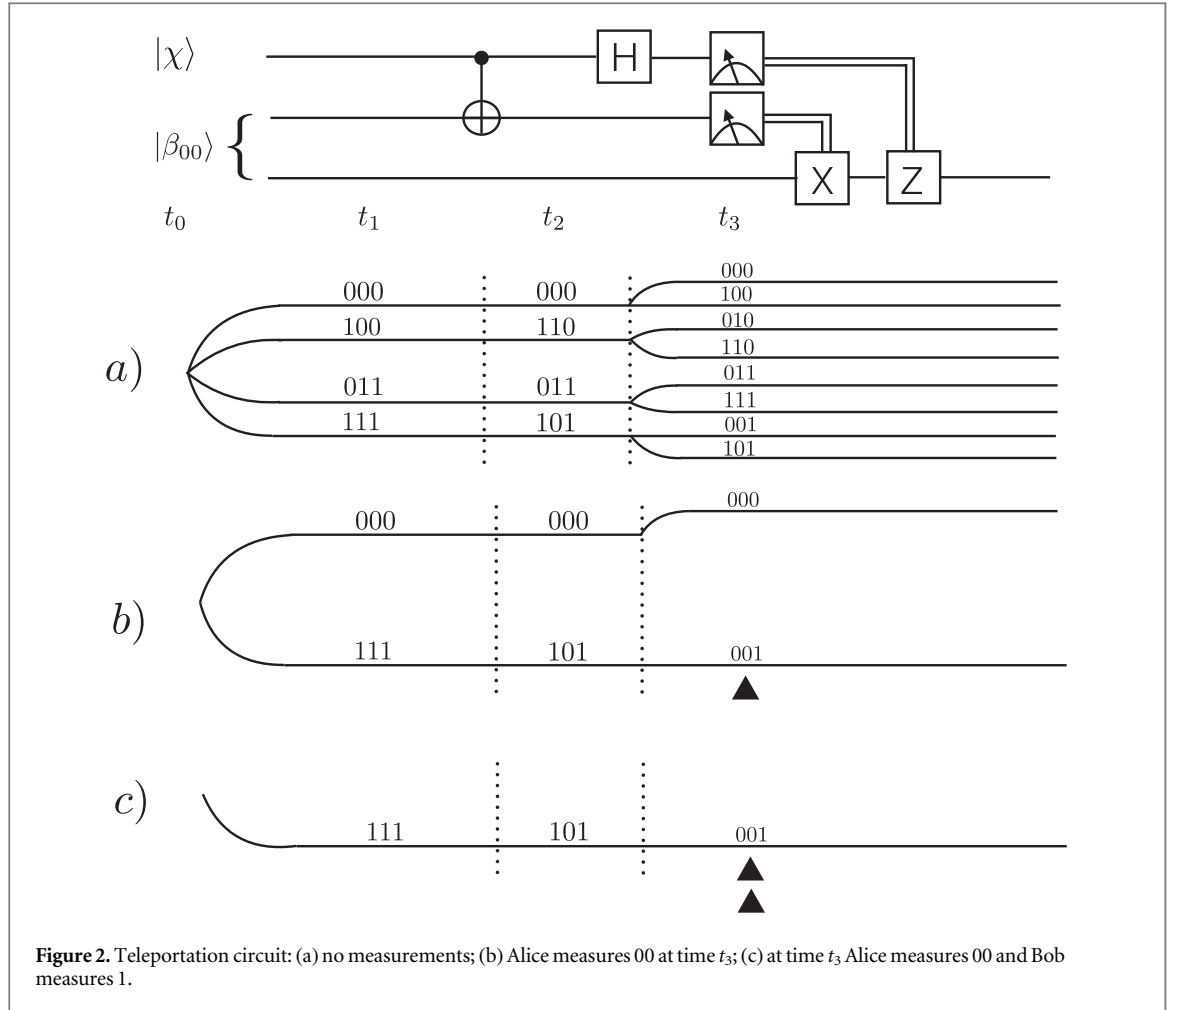 |χ⟩
H
|β₀₀⟩
X Z
t₀ t₁ t₂ t₃
a)
000 000 000
100
100 110 010
110
011 011 011
111
111 101 001
101
b)
000 000 000
111 101 001
c)
111 101 001
Figure 2. Teleportation circuit: (a) no measurements; (b) Alice measures 00 at time t₃; (c) at time t₃ Alice measures 00 and Bob
measures 1.